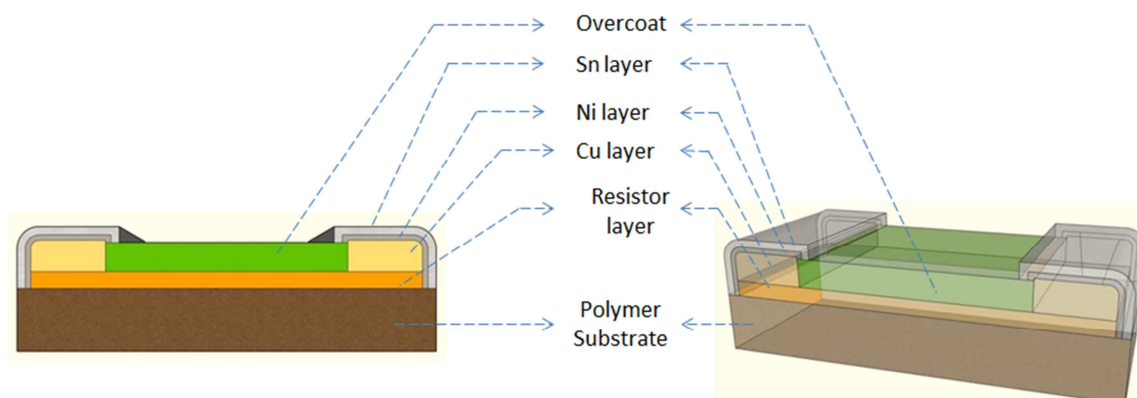 Overcoat
Sn layer
Ni layer
Cu layer
Resistor
layer
Polymer
Substrate